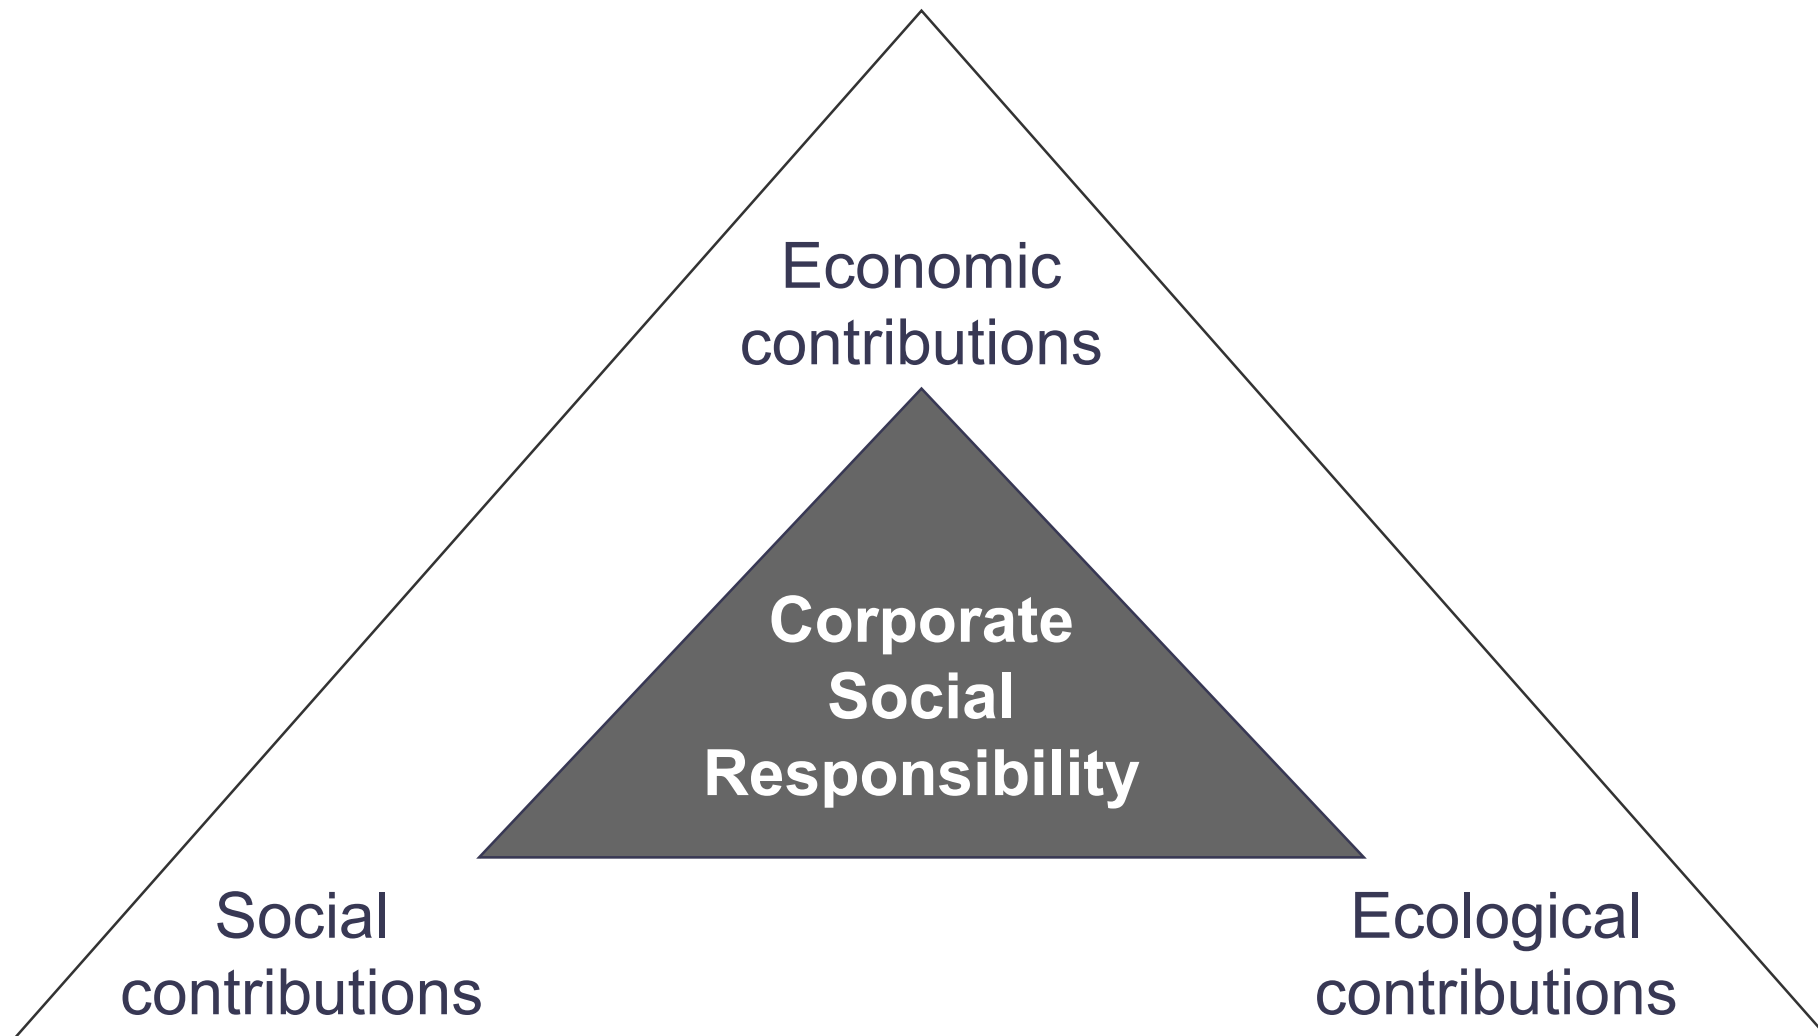 Economic
contributions
Corporate
Social
Responsibility
Social
contributions
Ecological
contributions